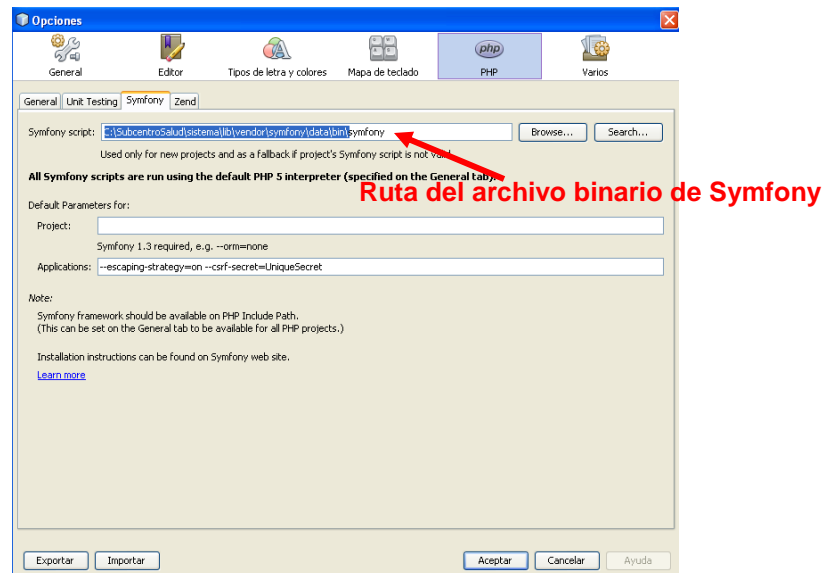 Opciones
General Editor Tipos de letra y colores Mapa de teclado PHP Varios
General Unit Testing Symfony Zend
Symfony script: C:\SubcentroSalud\sistema\lib\vendor\symfony\data\bin\symfony Browse... Search...
Used only for new projects and as a fallback if project's Symfony script is not valid
All Symfony scripts are run using the default PHP 5 interpreter (specified on the General tab).
Ruta del archivo binario de Symfony
Default Parameters for:
Project:
Symfony 1.3 required, e.g. --orm=none
Applications: --escaping-strategy=on --csrf-secret=UniqueSecret
Note:
Symfony framework should be available on PHP Include Path.
(This can be set on the General tab to be available for all PHP projects.)
Installation instructions can be found on Symfony web site.
Learn more
Exportar Importar Aceptar Cancelar Ayuda